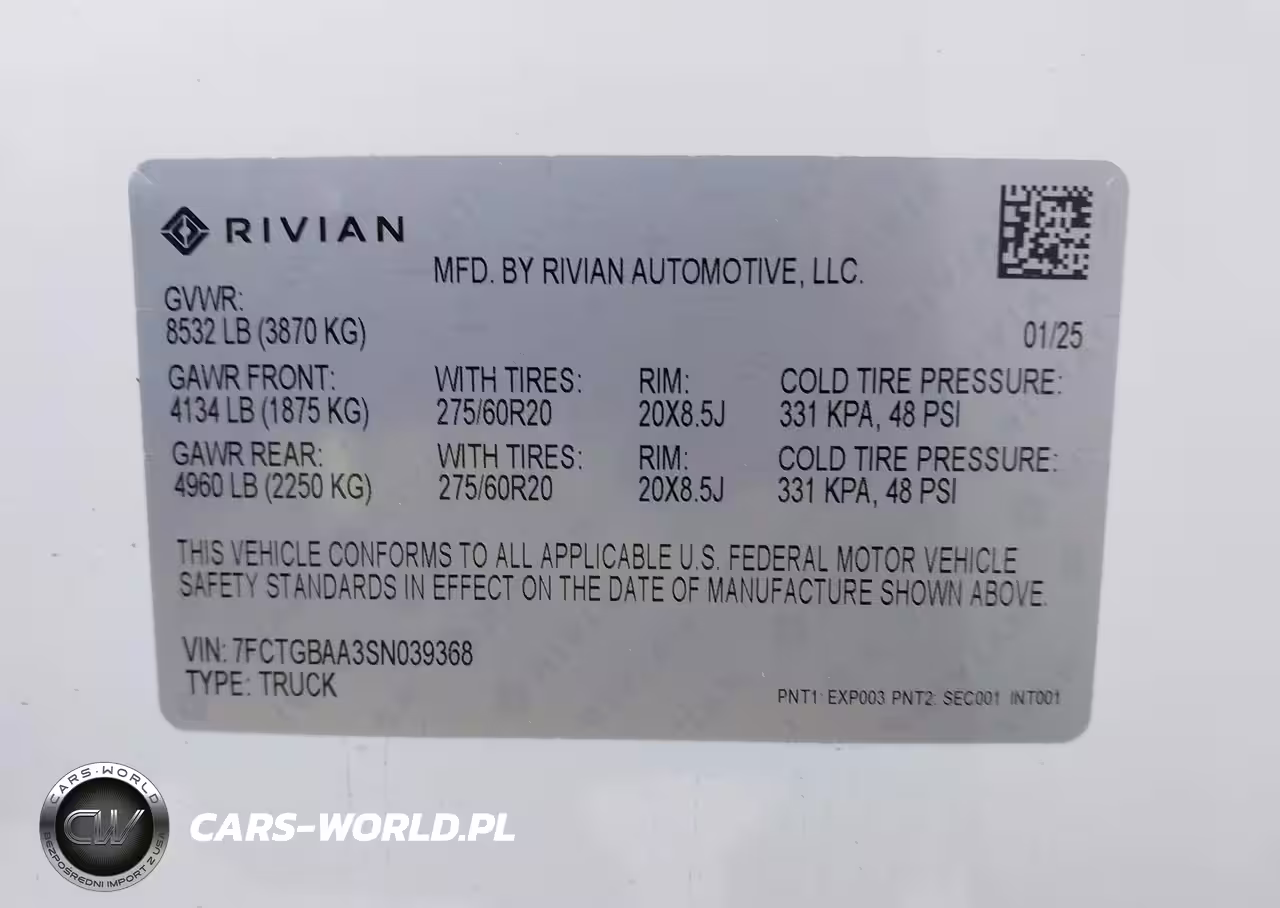 RIVIAN
MFD. BY RIVIAN AUTOMOTIVE, LLC.
GVWR:
8532 LB (3870 KG)
01/25
GAWR FRONT: WITH TIRES: RIM: COLD TIRE PRESSURE:
4134 LB (1875 KG) 275/60R20 20X8.5J 331 KPA, 48 PSI
GAWR REAR: WITH TIRES: RIM: COLD TIRE PRESSURE:
4960 LB (2250 KG) 275/60R20 20X8.5J 331 KPA, 48 PSI
THIS VEHICLE CONFORMS TO ALL APPLICABLE U.S. FEDERAL MOTOR VEHICLE
SAFETY STANDARDS IN EFFECT ON THE DATE OF MANUFACTURE SHOWN ABOVE.
VIN: 7FCTGBAA3SN039368
TYPE: TRUCK
PNT1: EXP003 PNT2: SEC001 INT001
CARS-WORLD
CW
BEZPOŚREDNI IMPORT Z USA
CARS-WORLD.PL